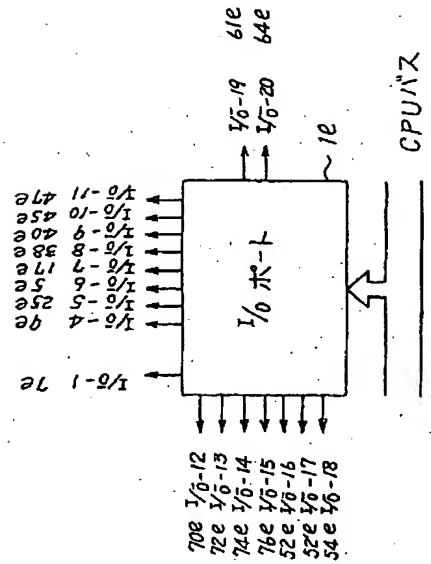 I/Ō-11 47e
I/Ō-10 45e
I/Ō-9 40e
I/Ō-8 38e
I/Ō-7 17e
I/Ō-6 5e
I/Ō-5 25e
I/Ō-4 9e
I/Ō-1 7e
70e I/Ō-12
72e I/Ō-13
74e I/Ō-14
76e I/Ō-15
52e I/Ō-16
52'e I/Ō-17
54e I/Ō-18
I/O ポート
I/Ō-19 61e
I/Ō-20 64e
1e
CPUバス